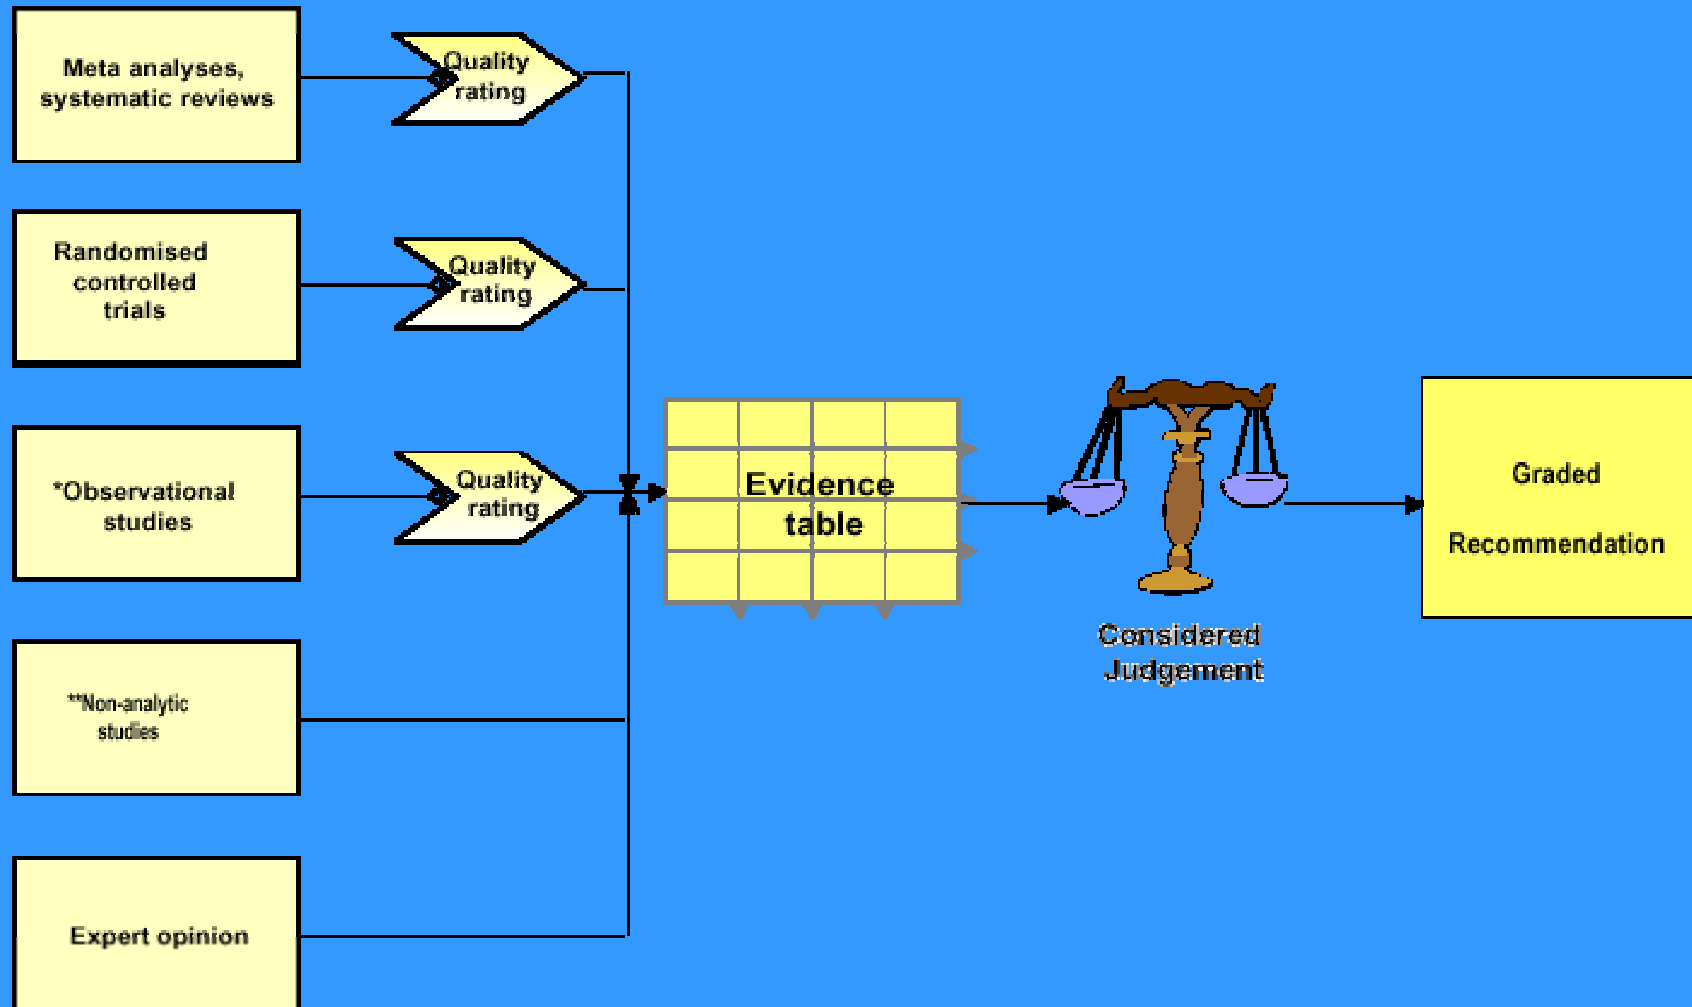 Meta analyses,
systematic reviews
Quality
rating
Randomised
controlled
trials
Quality
rating
*Observational
studies
Quality
rating
**Non-analytic
studies
Expert opinion
Evidence
table
Considered
Judgement
Graded
Recommendation